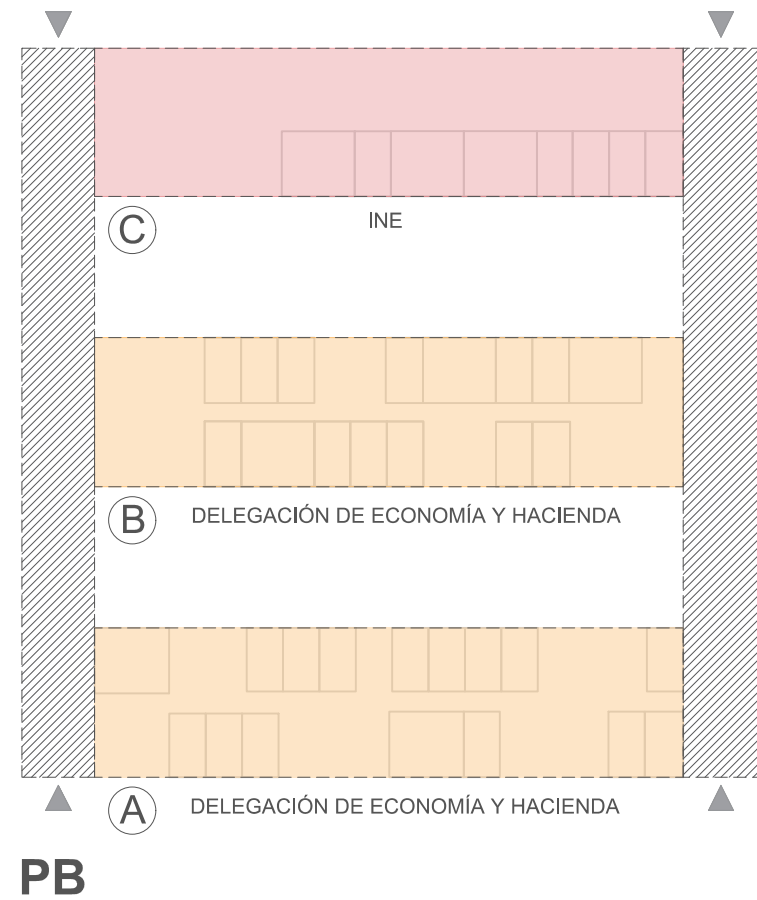 C
INE
B
DELEGACIÓN DE ECONOMÍA Y HACIENDA
A
DELEGACIÓN DE ECONOMÍA Y HACIENDA
PB